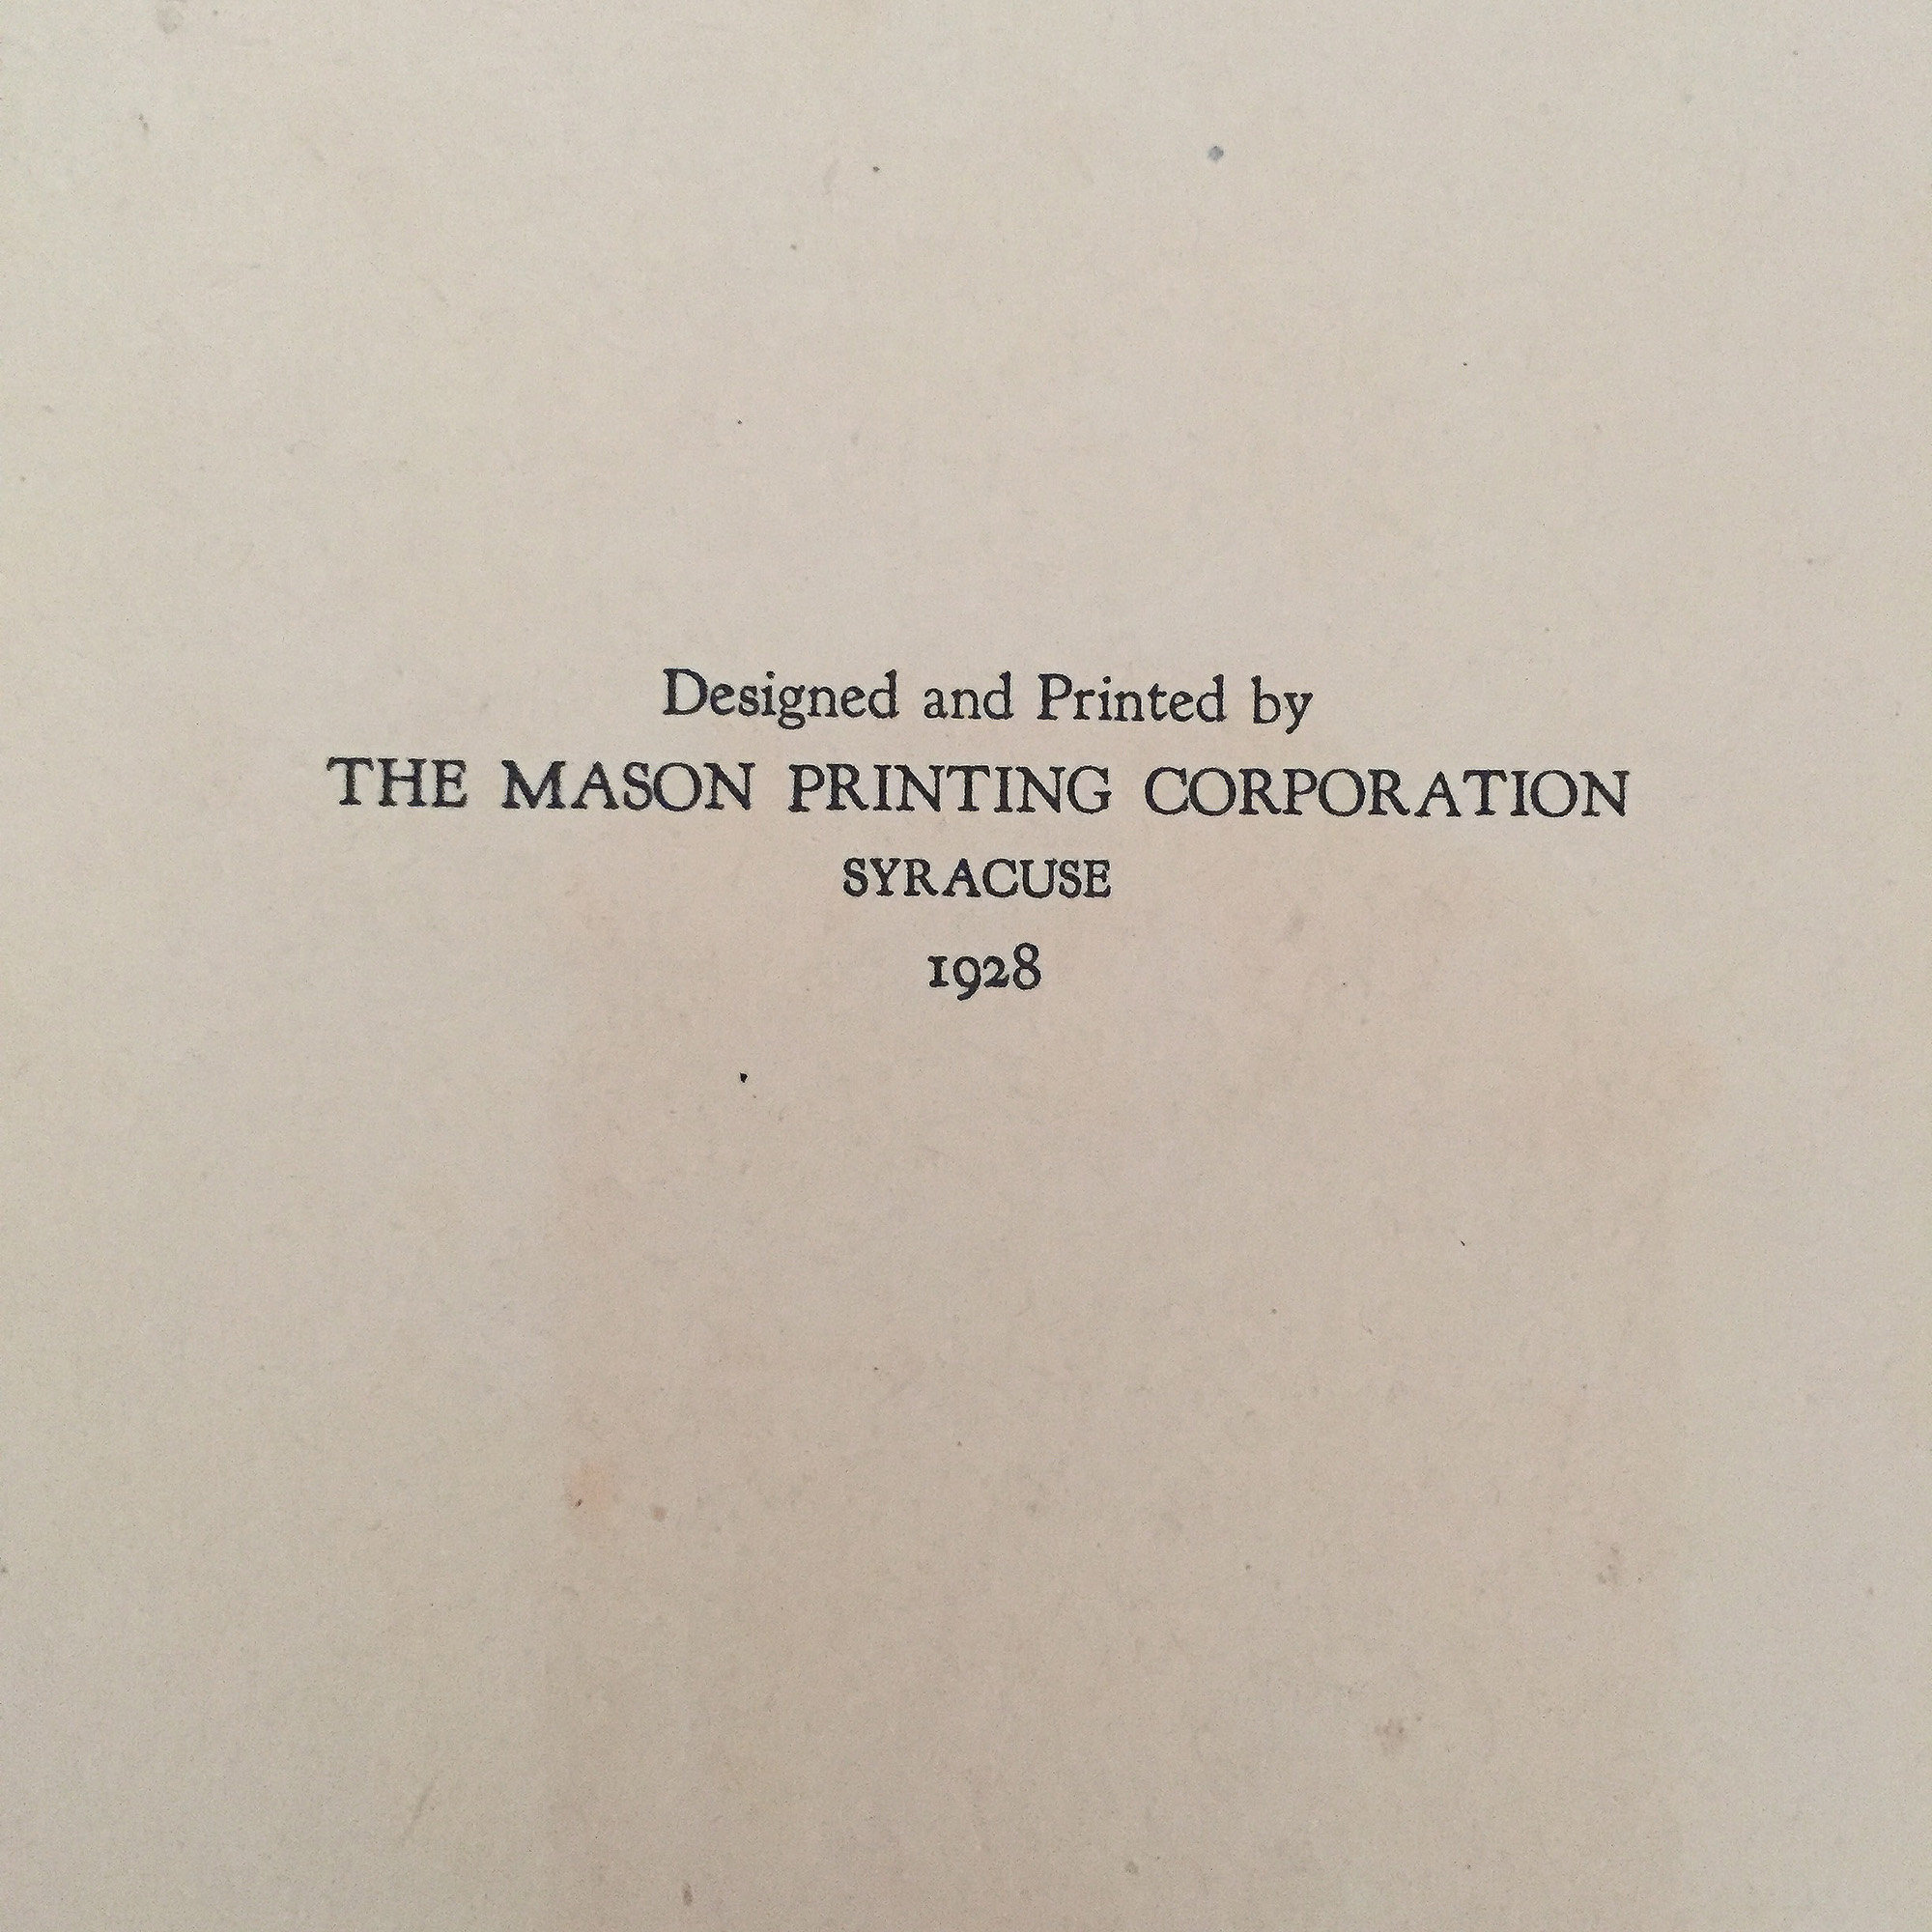 Designed and Printed by
THE MASON PRINTING CORPORATION
SYRACUSE
1928